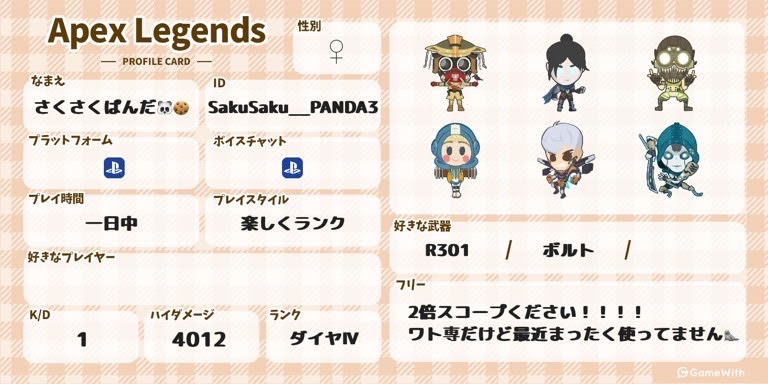 Apex Legends
PROFILE CARD
性別
♀
なまえ
さくさくぱんだ🐼🍪
ID
SakuSaku__PANDA3
プラットフォーム
ボイスチャット
プレイ時間
一日中
プレイスタイル
楽しくランク
好きなプレイヤー
K/D
1
ハイダメージ
4012
ランク
ダイヤⅣ
好きな武器
R301 / ボルト /
フリー
2倍スコープください！！！！
ワト専だけど最近まったく使ってません
GameWith